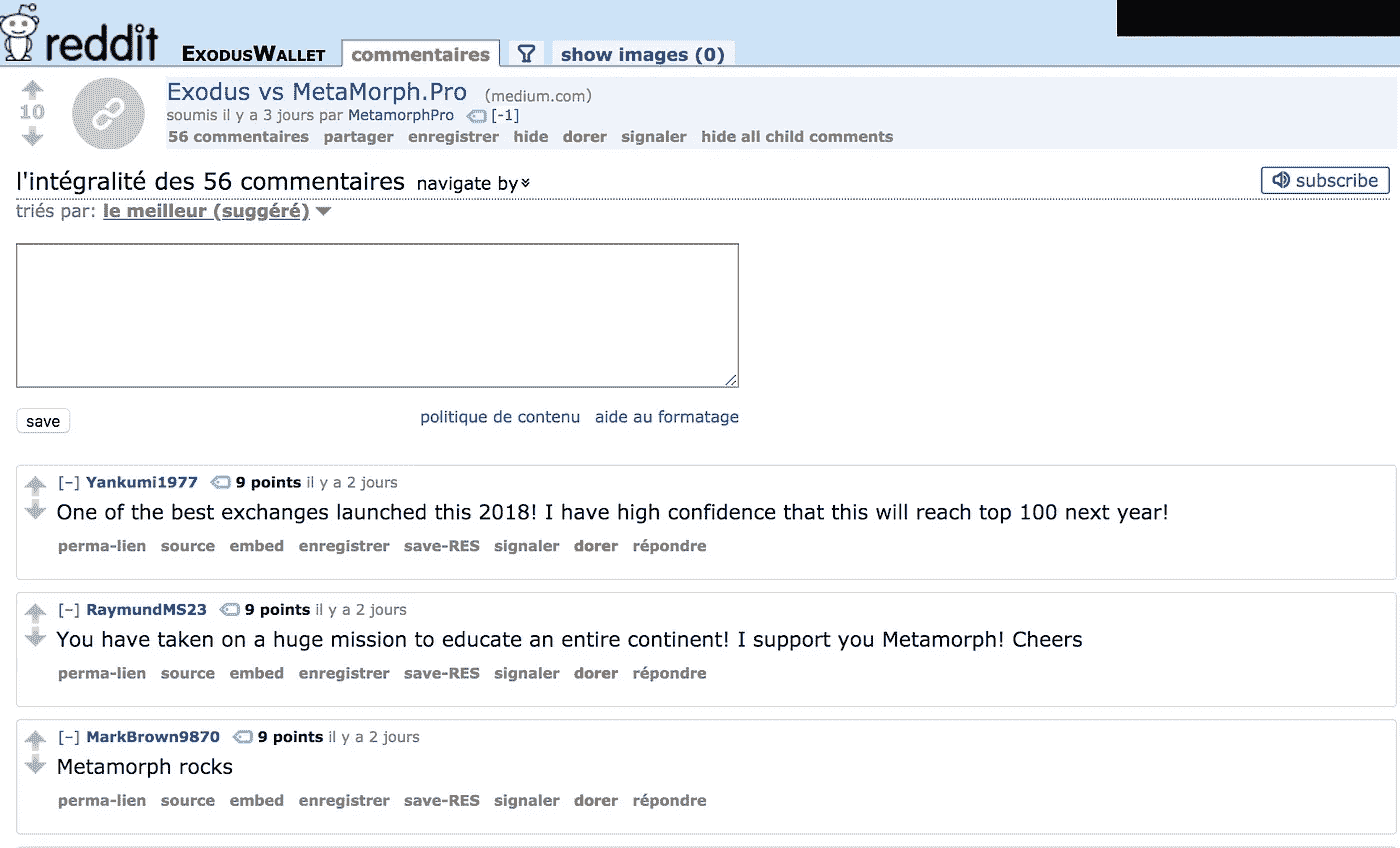 reddit EXODUSWALLET commentaires show images (0)
Exodus vs MetaMorph.Pro (medium.com)
10
soumis il y a 3 jours par MetamorphPro [-1]
56 commentaires partager enregistrer hide dorer signaler hide all child comments
l'intégralité des 56 commentaires navigate by
subscribe
triés par: le meilleur (suggéré)
save
politique de contenu aide au formatage
[–] Yankumi1977 9 points il y a 2 jours
One of the best exchanges launched this 2018! I have high confidence that this will reach top 100 next year!
perma-lien source embed enregistrer save-RES signaler dorer répondre
[–] RaymundMS23 9 points il y a 2 jours
You have taken on a huge mission to educate an entire continent! I support you Metamorph! Cheers
perma-lien source embed enregistrer save-RES signaler dorer répondre
[–] MarkBrown9870 9 points il y a 2 jours
Metamorph rocks
perma-lien source embed enregistrer save-RES signaler dorer répondre